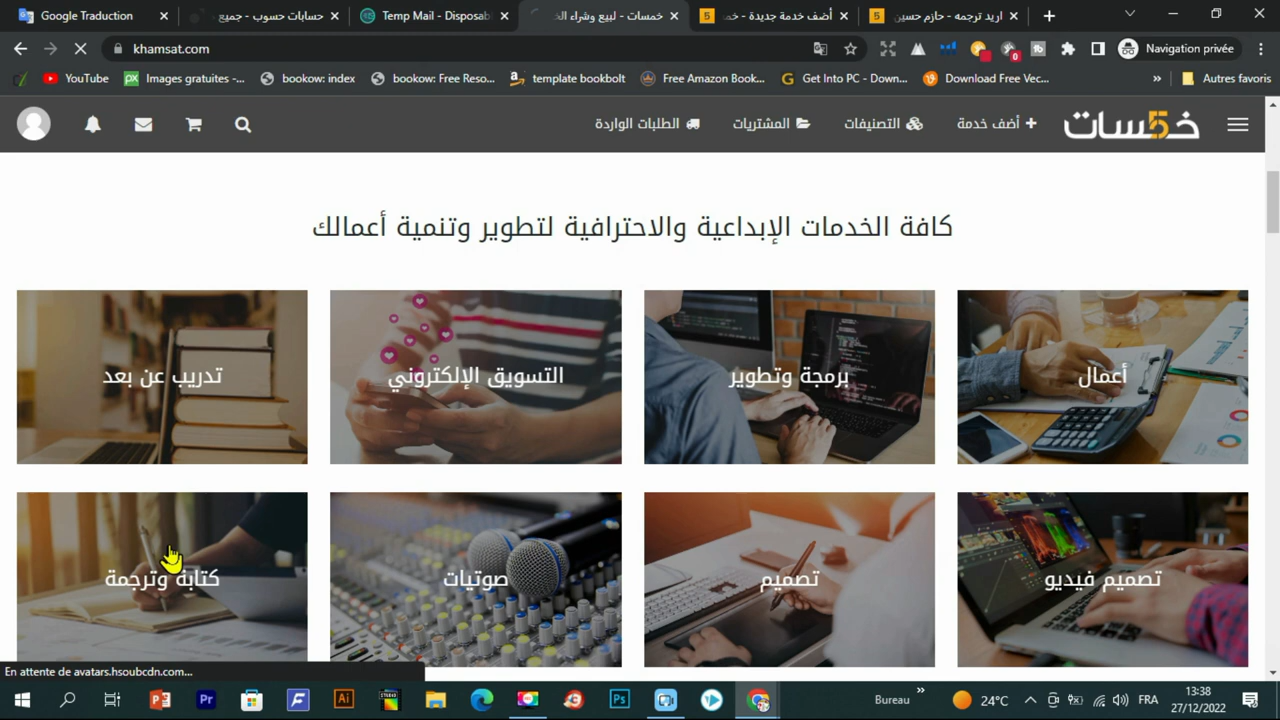 Google Traduction
حسابات حسوب - جميع
Temp Mail - Disposab
خمسات - لبيع وشراء الخ
أضف خدمة جديدة - خم
اريد ترجمه - حازم حسين
khamsat.com
Navigation privée
YouTube
Images gratuites -...
bookow: index
bookow: Free Reso...
template bookbolt
Free Amazon Book...
Get Into PC - Down...
Download Free Vec...
»
Autres favoris
خمسات
أضف خدمة
التصنيفات
المشتريات
الطلبات الواردة
كافة الخدمات الإبداعية والاحترافية لتطوير وتنمية أعمالك
أعمال
برمجة وتطوير
التسويق الإلكتروني
تدريب عن بعد
تصميم فيديو
تصميم
صوتيات
كتابة وترجمة
En attente de avatars.hsoubcdn.com...
Bureau
»
24°C
FRA
13:38
27/12/2022